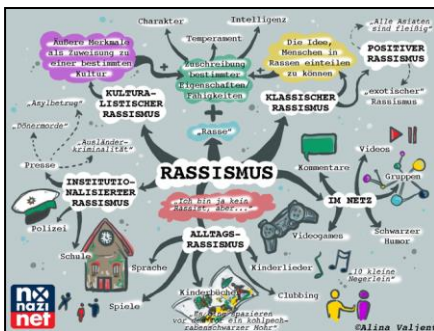 Charakter
Intelligenz
Temperament
Äußere Merkmale
als Zuweisung zu
einer bestimmten
Kultur
+
Zuschreibung
bestimmter
Eigenschaften/
Fähigkeiten
Die Idee,
Menschen in
Rassen einteilen
zu können
„Alle Asiaten
sind fleißig"
POSITIVER
RASSISMUS
„exotischer"
Rassismus
KULTURA-
LISTISCHER
RASSISMUS
KLASSISCHER
RASSISMUS
+
„Rasse"
„Asylbetrug"
„Dönermorde"
„Ausländer-
kriminalität"
Presse
INSTITUTIO-
NALISIERTER
RASSISMUS
Polizei
Schule
RASSISMUS
„Ich bin ja kein
Rassist, aber..."
ALLTAGS-
RASSISMUS
Kommentare
Videos
Gruppen
IM NETZ
Videogames
Schwarzer
Humor
Sprache
Spiele
Kinderbücher
Kinderlieder
„10 kleine
Negerlein"
Clubbing
no
nazi
net
©Alina Valjent